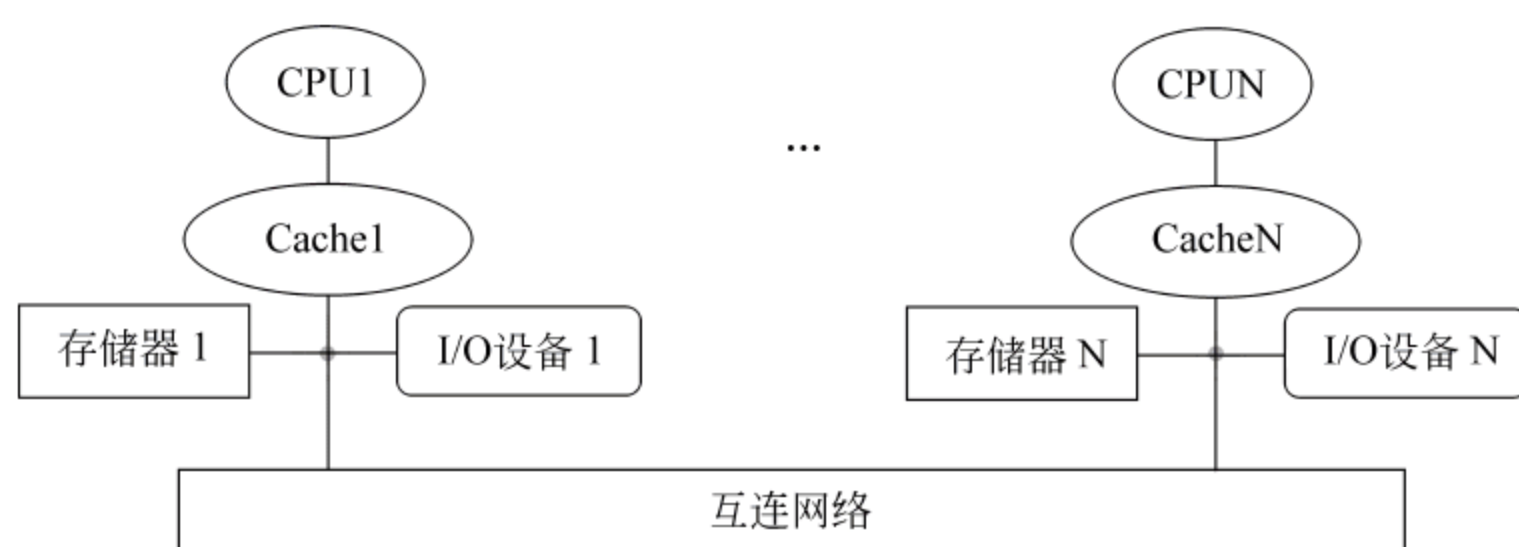 CPU1
CPUN
...
Cache1
CacheN
存储器 1
I/O设备 1
存储器 N
I/O设备 N
互连网络